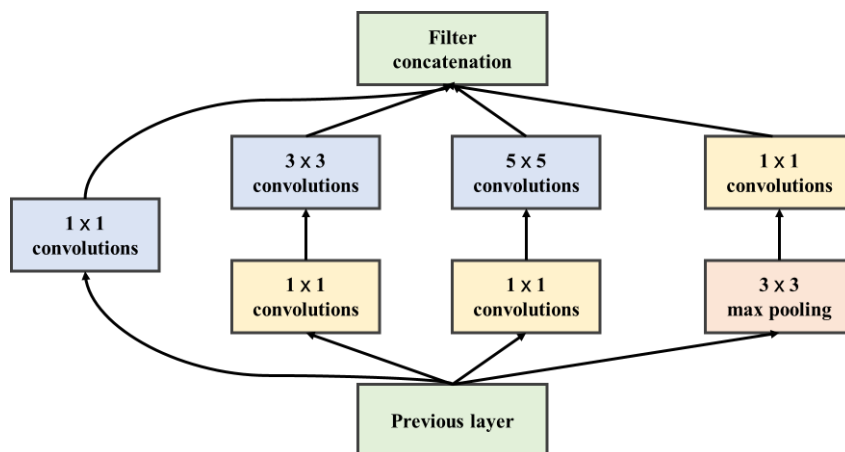 Filter
concatenation
3 x 3
convolutions
5 x 5
convolutions
1 x 1
convolutions
1 x 1
convolutions
1 x 1
convolutions
1 x 1
convolutions
3 x 3
max pooling
Previous layer